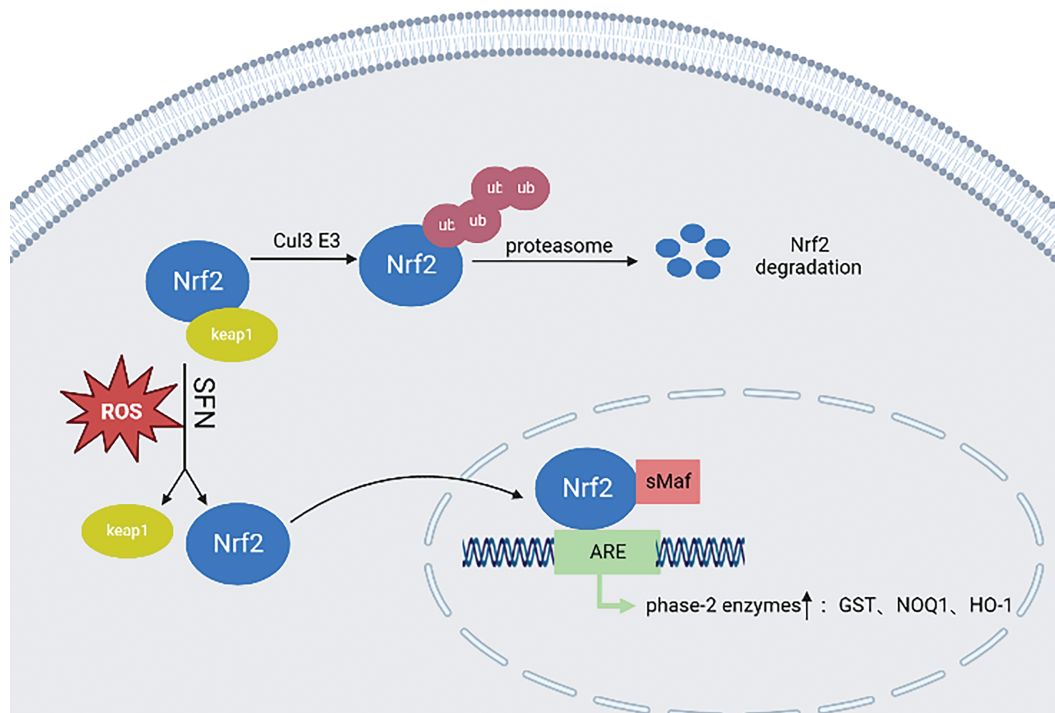 ub ub
ub ub
Cul3 E3
Nrf2
proteasome
Nrf2
degradation
Nrf2
keap1
ROS
SFN
keap1
Nrf2
Nrf2
sMaf
ARE
phase-2 enzymes↑ : GST、NOQ1、HO-1